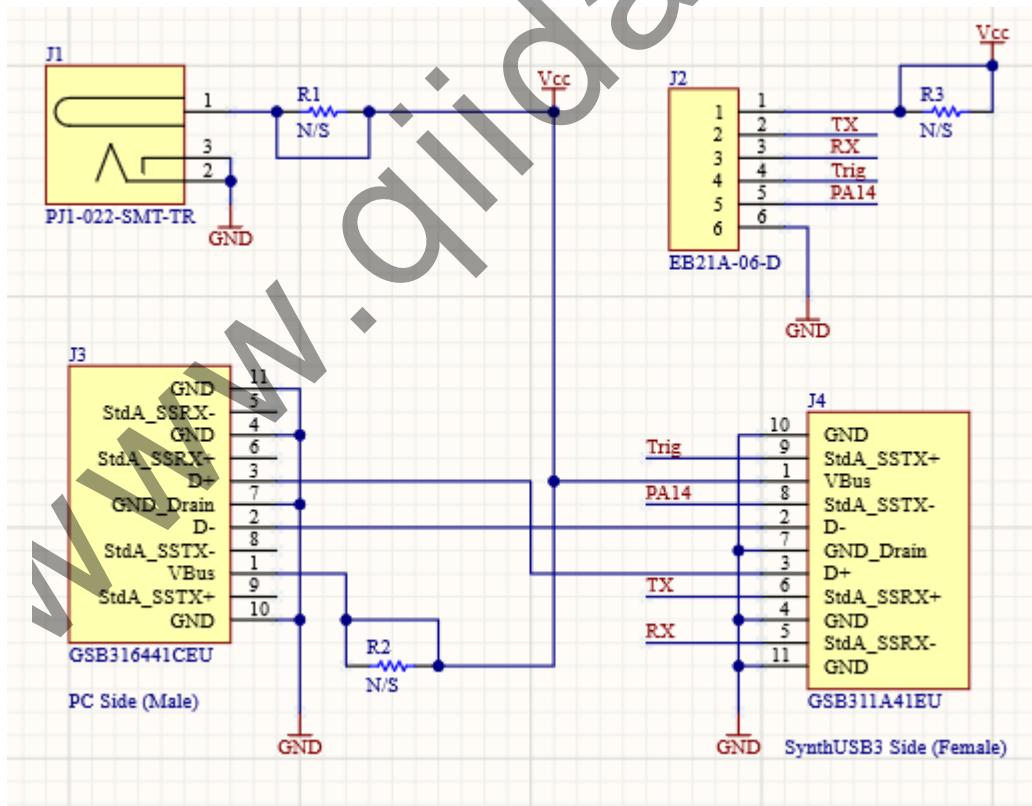 J1
1
3
2
PJ1-022-SMT-TR
GND
R1
N/S
Vcc
J2
1
2
3
4
5
6
1
2
3
4
5
6
TX
RX
Trig
PA14
EB21A-06-D
GND
Vcc
R3
N/S
J3
GND 11
StdA_SSRX- 5
GND 4
StdA_SSRX+ 6
D+ 3
GND_Drain 7
D- 2
StdA_SSTX- 8
VBus 1
StdA_SSTX+ 9
GND 10
GSB316441CEU
PC Side (Male)
GND
R2
N/S
J4
10 GND
Trig 9 StdA_SSTX+
1 VBus
PA14 8 StdA_SSTX-
2 D-
7 GND_Drain
3 D+
TX 6 StdA_SSRX+
4 GND
RX 5 StdA_SSRX-
11 GND
GSB311A41EU
GND
SynthUSB3 Side (Female)
www.qida